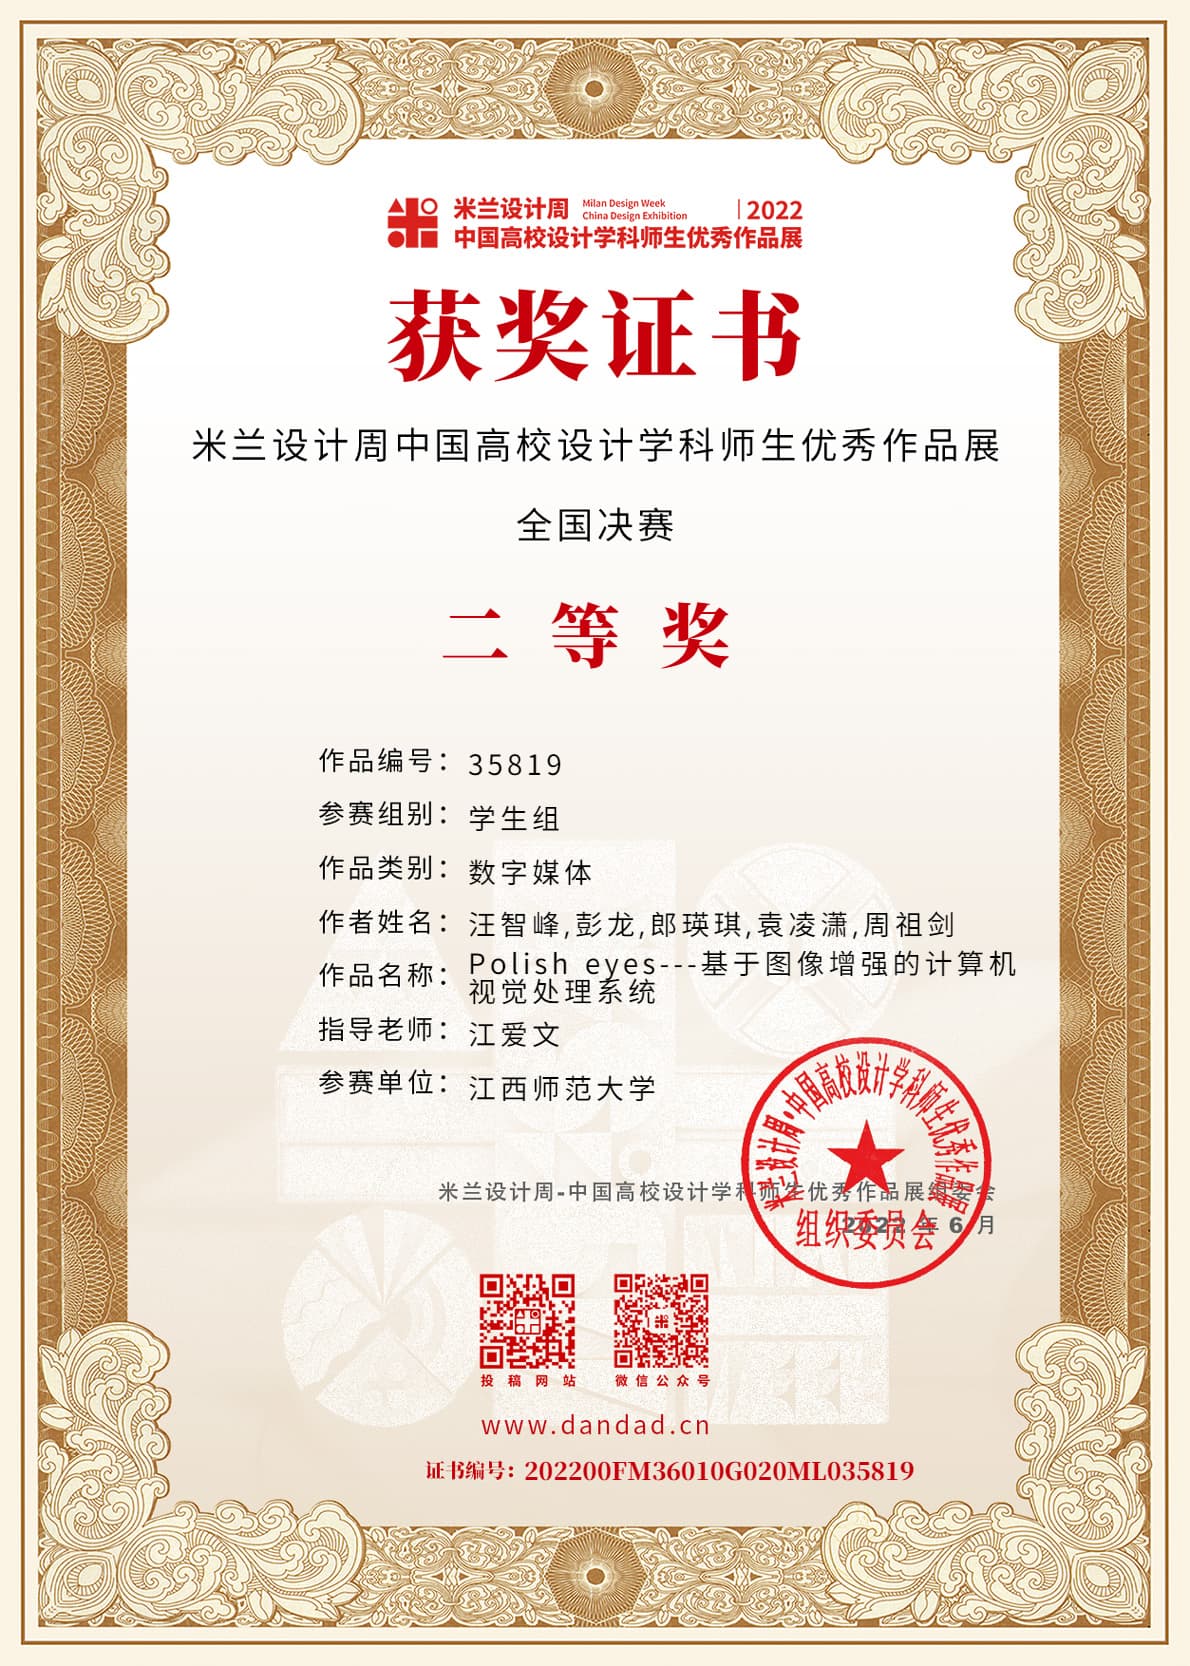 米兰设计周 Milan Design Week
China Design Exhibition | 2022
中国高校设计学科师生优秀作品展
获奖证书
米兰设计周中国高校设计学科师生优秀作品展
全国决赛
二等奖
作品编号：35819
参赛组别：学生组
作品类别：数字媒体
作者姓名：汪智峰,彭龙,郎瑛琪,袁凌潇,周祖剑
作品名称：Polish eyes---基于图像增强的计算机
视觉处理系统
指导老师：江爱文
参赛单位：江西师范大学
米兰设计周·中国高校设计学科师生优秀作品展
组织委员会
米兰设计周-中国高校设计学科师生优秀作品展组委会
2022 年 6 月
投稿网站 微信公众号
www.dandad.cn
证书编号：202200FM36010G020ML035819